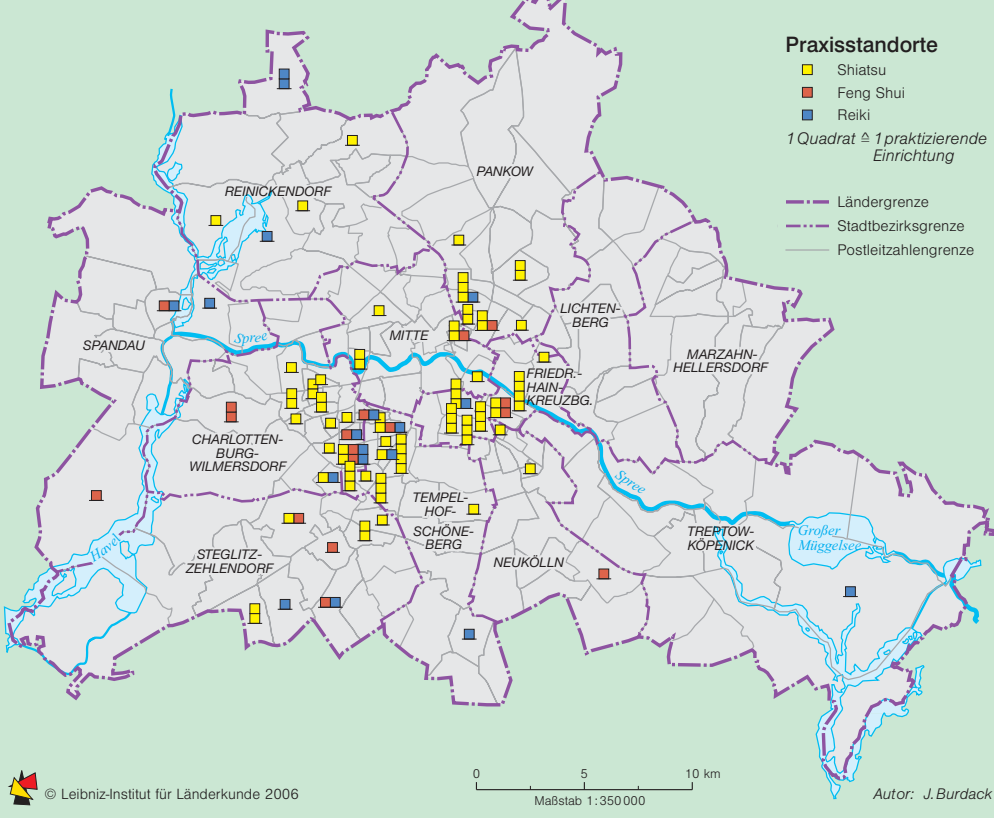 Praxisstandorte
Shiatsu
Feng Shui
Reiki
1 Quadrat ≙ 1 praktizierende
Einrichtung
Ländergrenze
Stadtbezirksgrenze
Postleitzahlengrenze
PANKOW
REINICKENDORF
SPANDAU
Spree
MITTE
LICHTEN-
BERG
MARZAHN-
HELLERSDORF
FRIEDR.-
HAIN-
KREUZBG.
CHARLOTTEN-
BURG-
WILMERSDORF
Spree
TEMPEL-
HOF-
SCHÖNE-
BERG
Havel
STEGLITZ-
ZEHLENDORF
NEUKÖLLN
TREPTOW-
KÖPENICK
Großer
Müggelsee
0 5 10 km
Maßstab 1:350 000
© Leibniz-Institut für Länderkunde 2006
Autor: J. Burdack